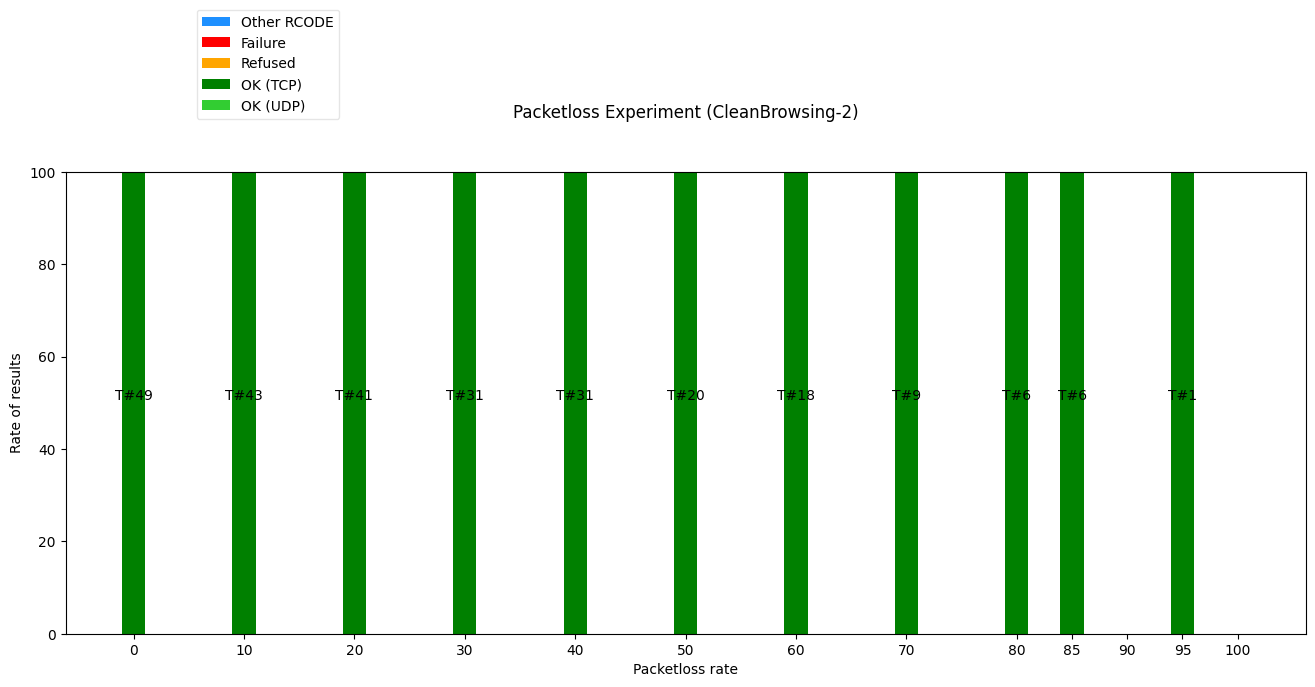 Other RCODE
Failure
Refused
OK (TCP)
OK (UDP)
Packetloss Experiment (CleanBrowsing-2)
100
80
60
40
20
0
Rate of results
T#49 T#43 T#41 T#31 T#31 T#20 T#18 T#9 T#6 T#6 T#1
0 10 20 30 40 50 60 70 80 85 90 95 100
Packetloss rate